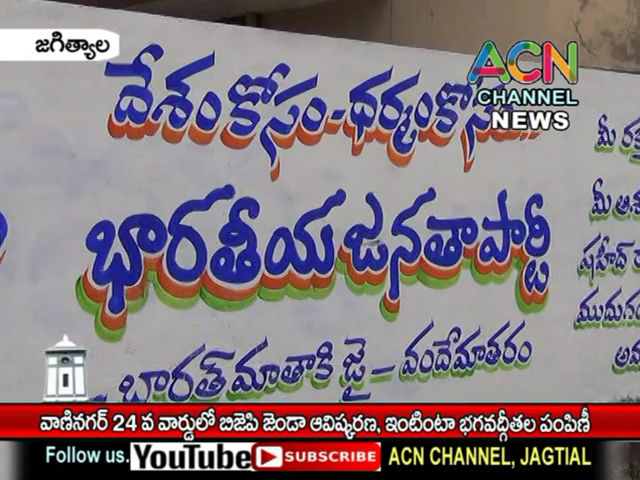 జగిత్యాల
ACN
CHANNEL
NEWS
దేశంకోసం-ధర్మంకోసం..
భారతీయ జనతాపార్టీ
భారత్ మాతాకి జై - వందేమాతరం
మీ
మీ
షహీద్
వాణినగర్ 24 వ వార్డులో బిజెపి జెండా ఆవిష్కరణ, ఇంటింటా భగవద్గీతల పంపిణీ
Follow us. YouTube SUBSCRIBE ACN CHANNEL, JAGTIAL